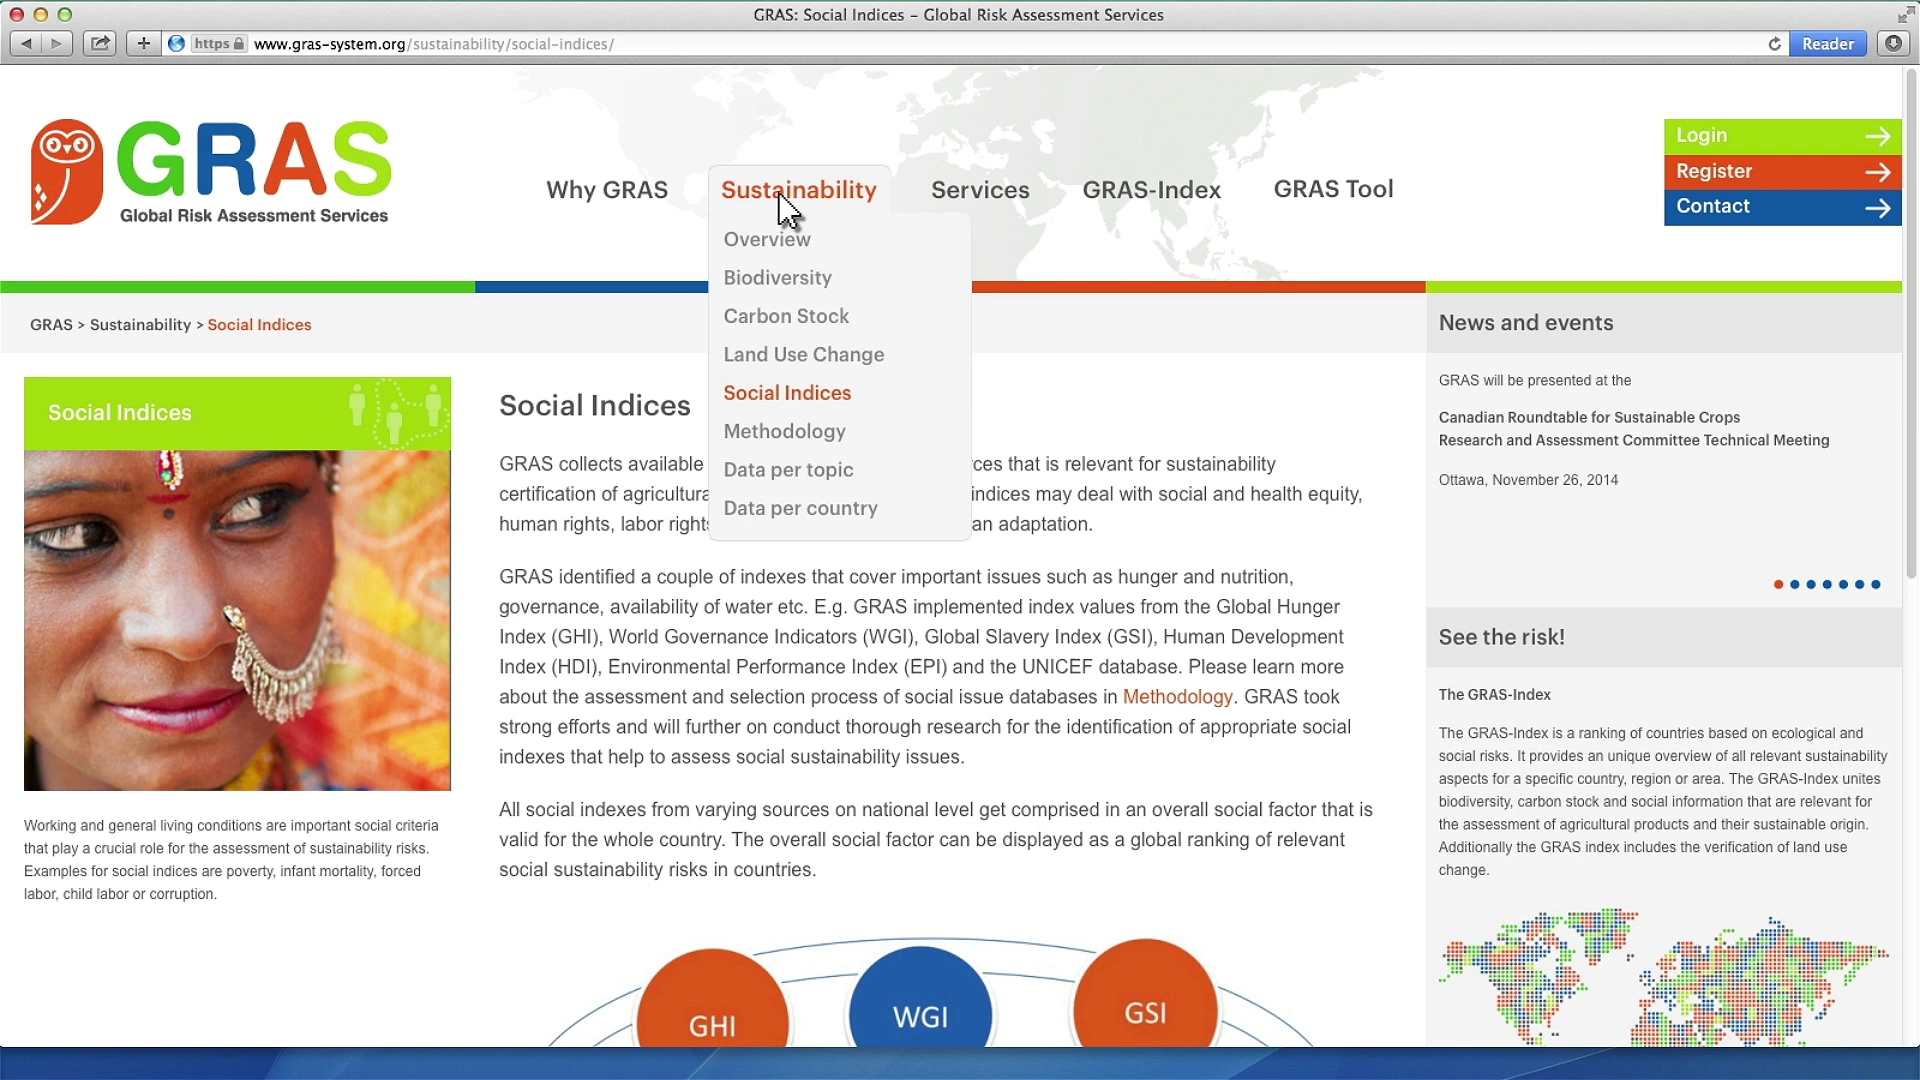 GRAS: Social Indices – Global Risk Assessment Services
https www.gras-system.org/sustainability/social-indices/
Reader
GRAS
Global Risk Assessment Services
Why GRAS
Sustainability
Services
GRAS-Index
GRAS Tool
Login
Register
Contact
Overview
Biodiversity
Carbon Stock
Land Use Change
Social Indices
Methodology
Data per topic
Data per country
GRAS > Sustainability > Social Indices
Social Indices
Working and general living conditions are important social criteria
that play a crucial role for the assessment of sustainability risks.
Examples for social indices are poverty, infant mortality, forced
labor, child labor or corruption.
Social Indices
GRAS collects available ces that is relevant for sustainability
certification of agricultura indices may deal with social and health equity,
human rights, labor rights an adaptation.
GRAS identified a couple of indexes that cover important issues such as hunger and nutrition,
governance, availability of water etc. E.g. GRAS implemented index values from the Global Hunger
Index (GHI), World Governance Indicators (WGI), Global Slavery Index (GSI), Human Development
Index (HDI), Environmental Performance Index (EPI) and the UNICEF database. Please learn more
about the assessment and selection process of social issue databases in Methodology. GRAS took
strong efforts and will further on conduct thorough research for the identification of appropriate social
indexes that help to assess social sustainability issues.
All social indexes from varying sources on national level get comprised in an overall social factor that is
valid for the whole country. The overall social factor can be displayed as a global ranking of relevant
social sustainability risks in countries.
GHI
WGI
GSI
News and events
GRAS will be presented at the
Canadian Roundtable for Sustainable Crops
Research and Assessment Committee Technical Meeting
Ottawa, November 26, 2014
See the risk!
The GRAS-Index
The GRAS-Index is a ranking of countries based on ecological and
social risks. It provides an unique overview of all relevant sustainability
aspects for a specific country, region or area. The GRAS-Index unites
biodiversity, carbon stock and social information that are relevant for
the assessment of agricultural products and their sustainable origin.
Additionally the GRAS index includes the verification of land use
change.